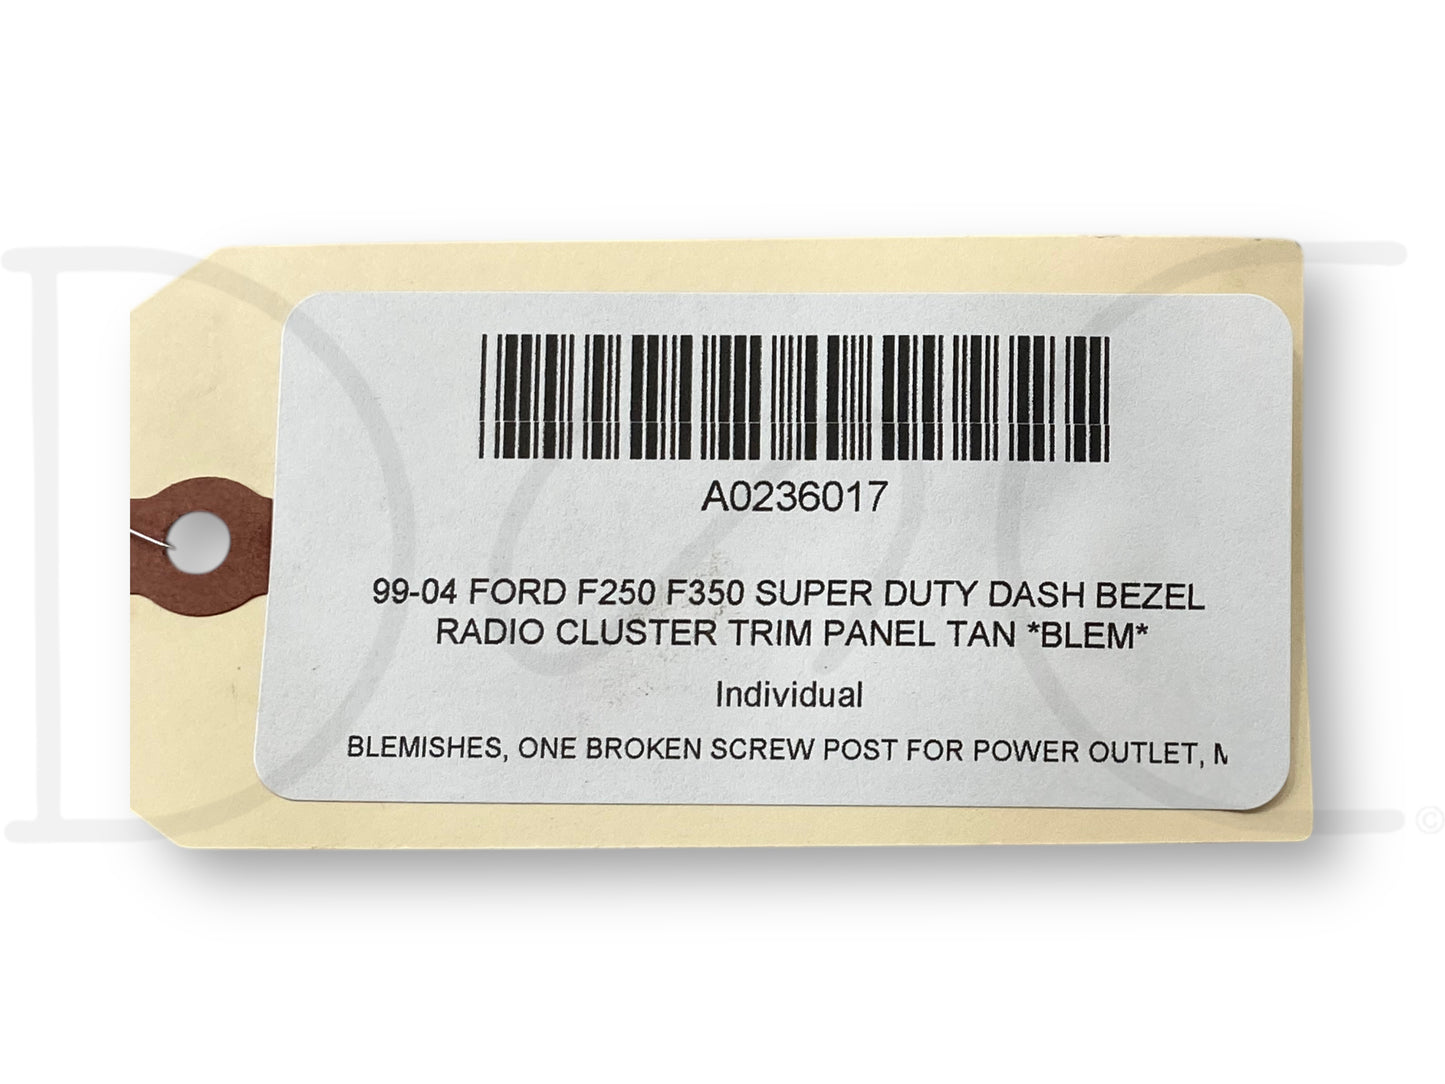 A0236017
99-04 FORD F250 F350 SUPER DUTY DASH BEZEL
RADIO CLUSTER TRIM PANEL TAN *BLEM*
Individual
BLEMISHES, ONE BROKEN SCREW POST FOR POWER OUTLET,